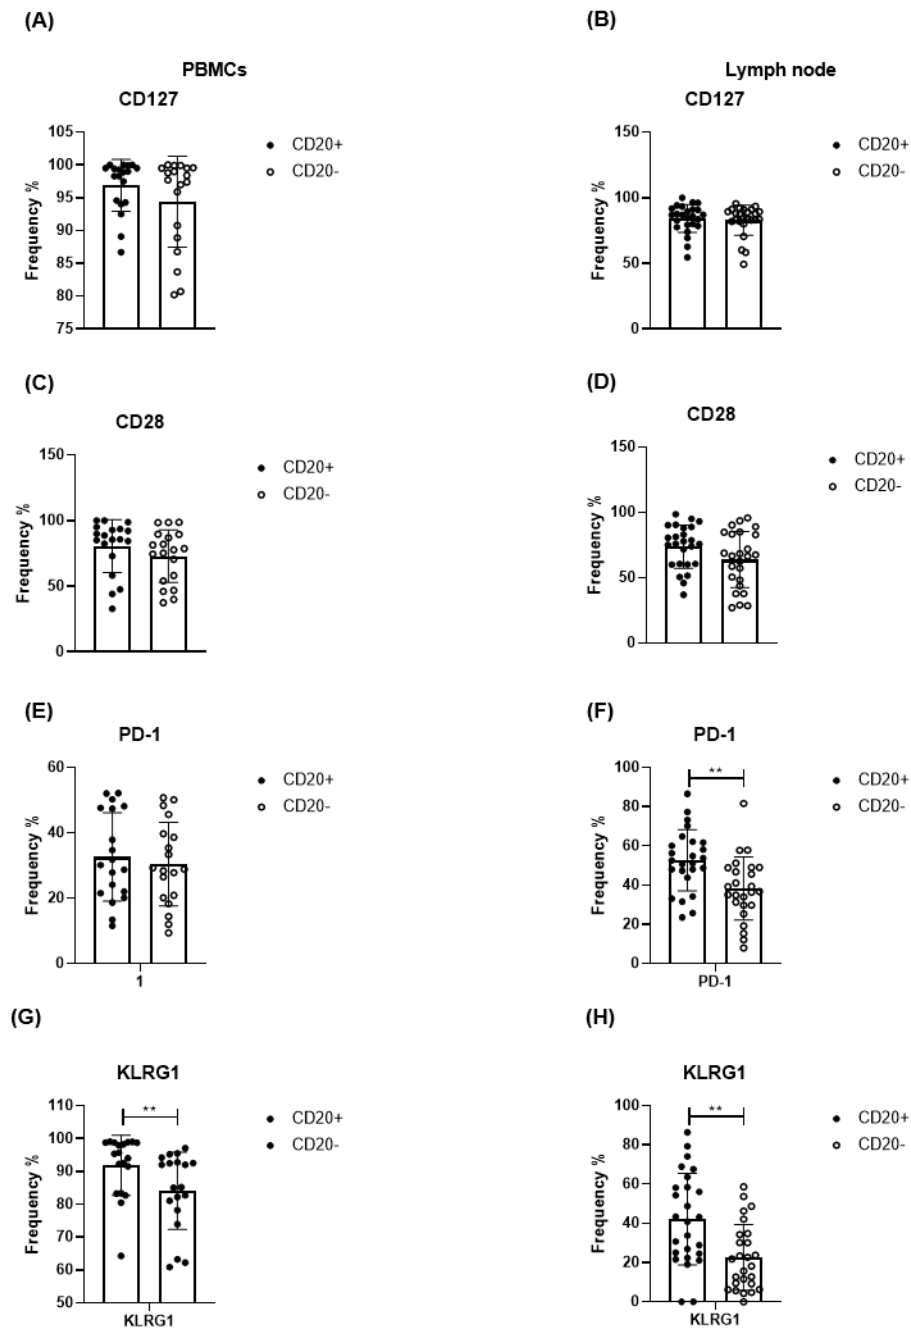 (A)
(B)
PBMCs
Lymph node
CD127
CD127
105
100
95
90
85
80
75
Frequency %
CD20+
CD20-
150
100
50
0
Frequency %
CD20+
CD20-
(C)
(D)
CD28
CD28
150
100
50
0
Frequency %
CD20+
CD20-
150
100
50
0
Frequency %
CD20+
CD20-
(E)
(F)
PD-1
PD-1
60
40
20
0
Frequency %
1
CD20+
CD20-
100
80
60
40
20
0
Frequency %
**
PD-1
CD20+
CD20-
(G)
(H)
KLRG1
KLRG1
110
100
90
80
70
60
50
Frequency %
**
KLRG1
CD20+
CD20-
100
80
60
40
20
0
Frequency %
**
KLRG1
CD20+
CD20-